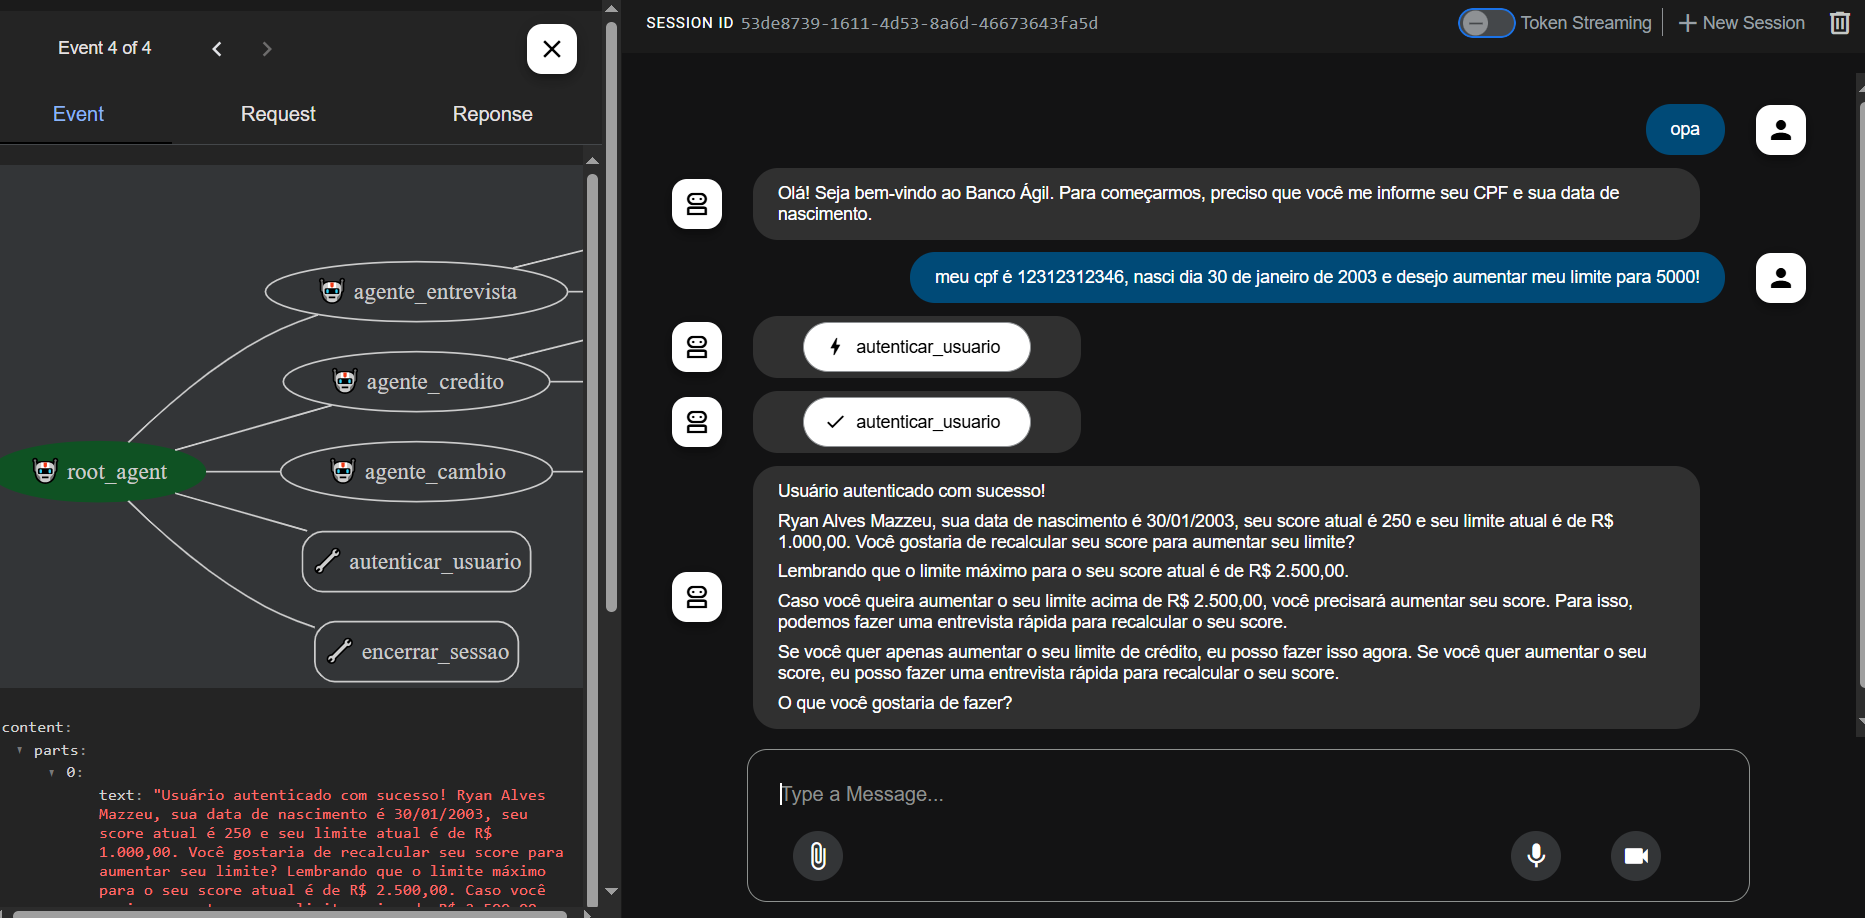 Event 4 of 4
Event
Request
Reponse
agente_entrevista
agente_credito
root_agent
agente_cambio
autenticar_usuario
encerrar_sessao
content:
parts:
0:
text: "Usuário autenticado com sucesso! Ryan Alves
Mazzeu, sua data de nascimento é 30/01/2003, seu
score atual é 250 e seu limite atual é de R$
1.000,00. Você gostaria de recalcular seu score para
aumentar seu limite? Lembrando que o limite máximo
para o seu score atual é de R$ 2.500,00. Caso você
SESSION ID 53de8739-1611-4d53-8a6d-46673643fa5d
Token Streaming
New Session
opa
Olá! Seja bem-vindo ao Banco Ágil. Para começarmos, preciso que você me informe seu CPF e sua data de
nascimento.
meu cpf é 12312312346, nasci dia 30 de janeiro de 2003 e desejo aumentar meu limite para 5000!
autenticar_usuario
autenticar_usuario
Usuário autenticado com sucesso!
Ryan Alves Mazzeu, sua data de nascimento é 30/01/2003, seu score atual é 250 e seu limite atual é de R$
1.000,00. Você gostaria de recalcular seu score para aumentar seu limite?
Lembrando que o limite máximo para o seu score atual é de R$ 2.500,00.
Caso você queira aumentar o seu limite acima de R$ 2.500,00, você precisará aumentar seu score. Para isso,
podemos fazer uma entrevista rápida para recalcular o seu score.
Se você quer apenas aumentar o seu limite de crédito, eu posso fazer isso agora. Se você quer aumentar o seu
score, eu posso fazer uma entrevista rápida para recalcular o seu score.
O que você gostaria de fazer?
Type a Message...